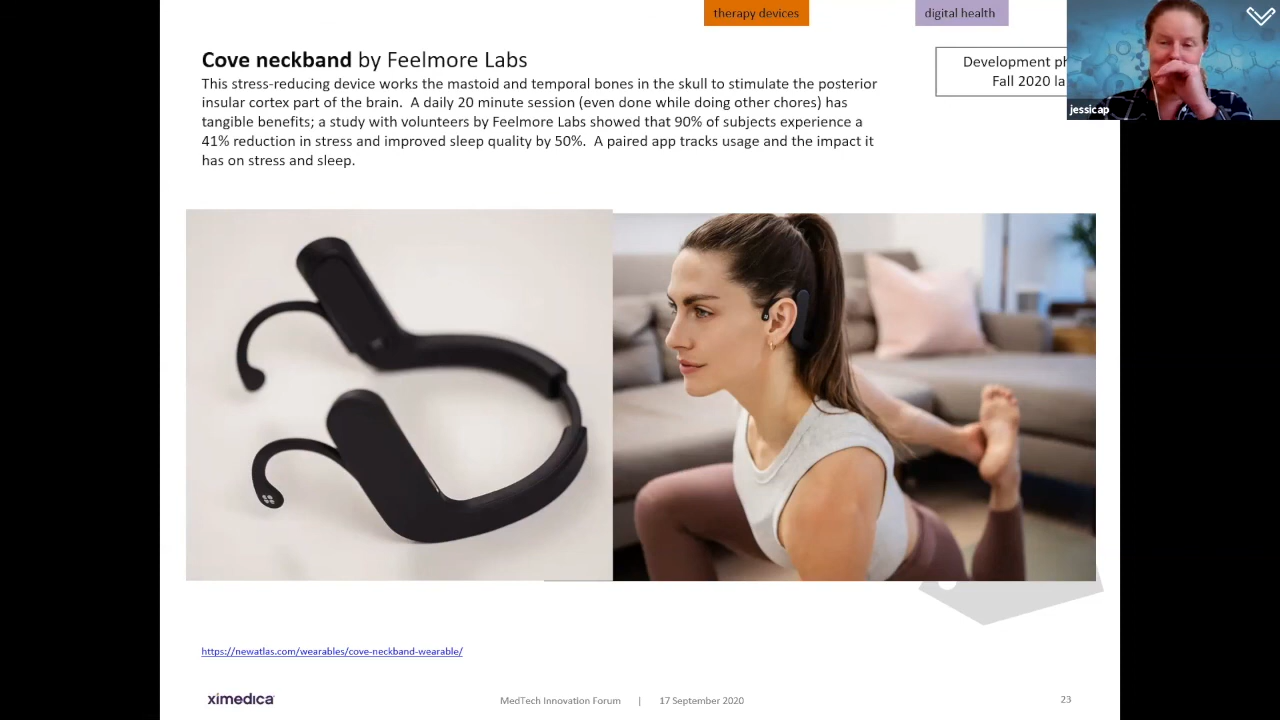 therapy devices
digital health
Cove neckband by Feelmore Labs
This stress-reducing device works the mastoid and temporal bones in the skull to stimulate the posterior
insular cortex part of the brain. A daily 20 minute session (even done while doing other chores) has
tangible benefits; a study in volunteers by Feelmore Labs showed that 90% of subjects experience a
41% reduction in stress and improved sleep quality by 50%. A paired app tracks usage and the impact it
has on stress and sleep.
Development ph
Fall 2020 la
jessicap
https://newatlas.com/wearables/cove-neckband-wearable/
ximedica
MedTech Innovation Forum | 17 September 2020
23